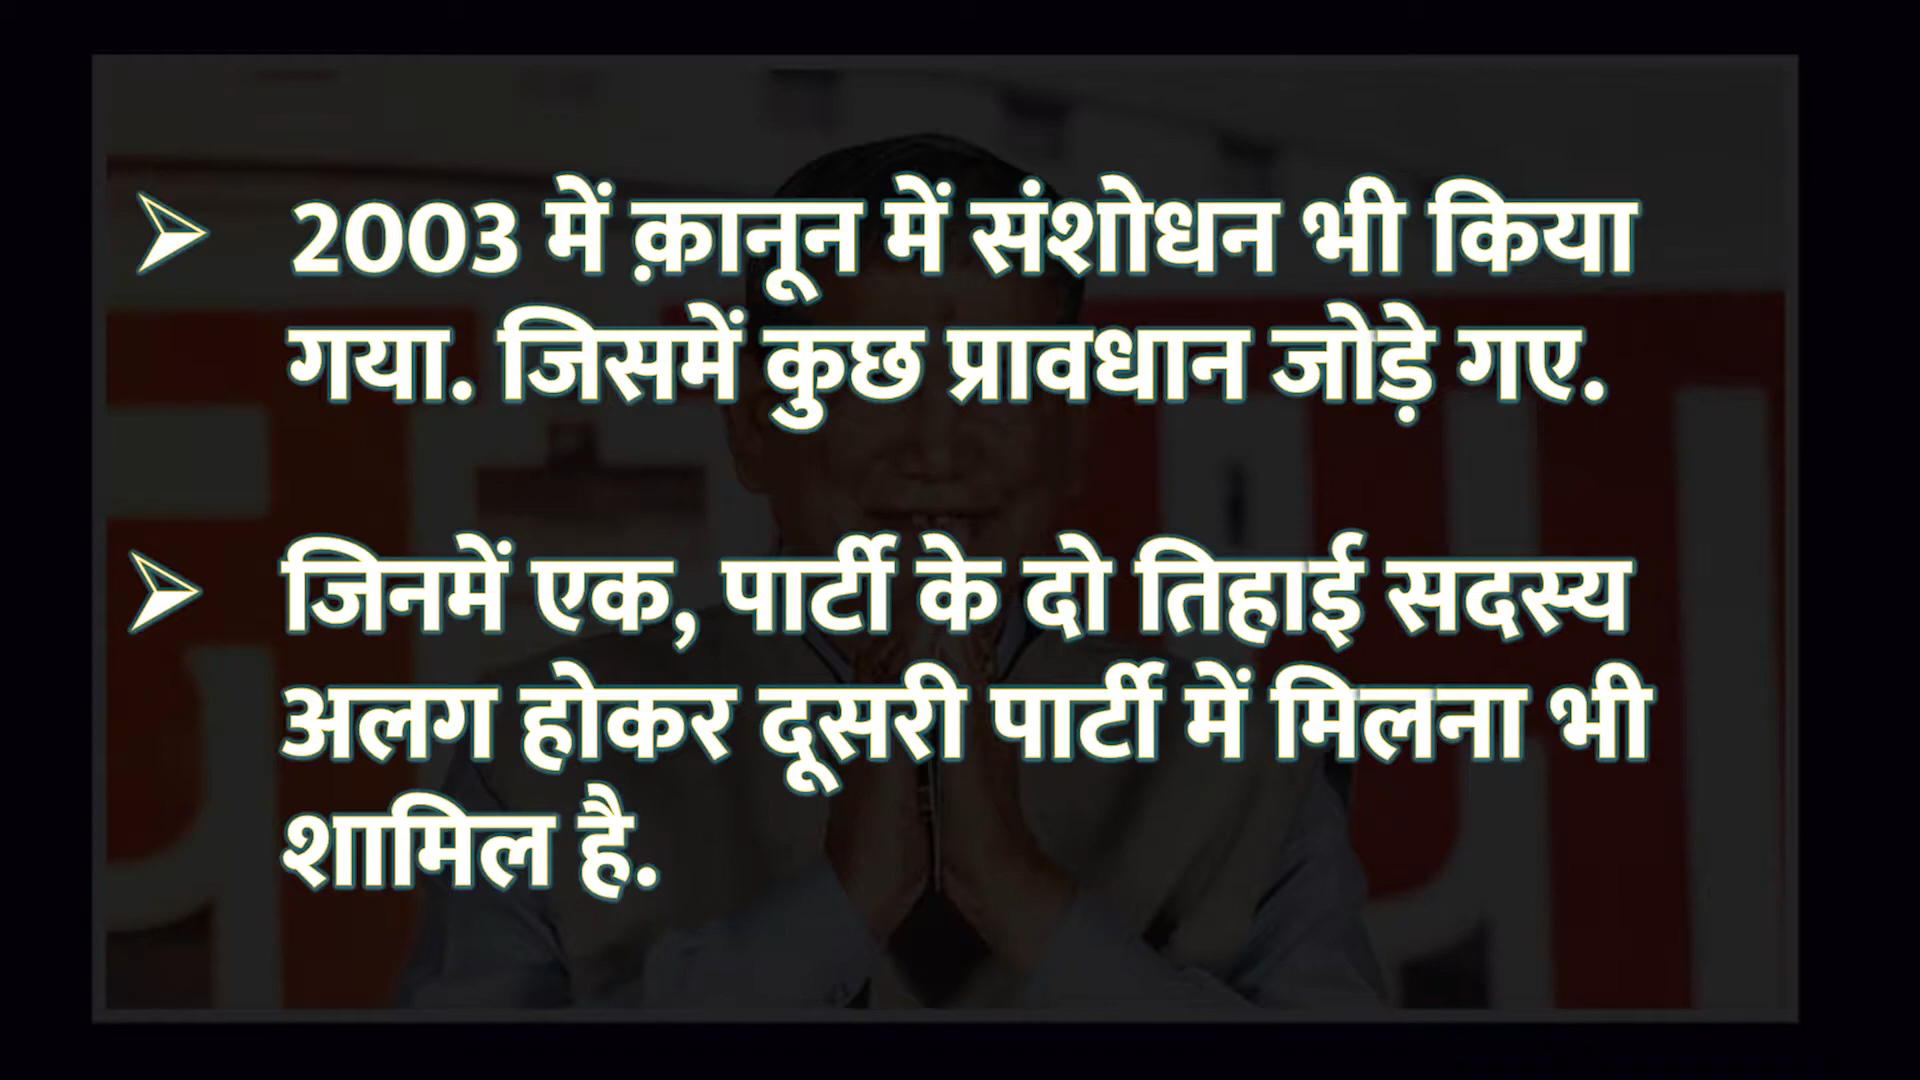 ➢ 2003 में क़ानून में संशोधन भी किया
गया. जिसमें कुछ प्रावधान जोड़े गए.
➢ जिनमें एक, पार्टी के दो तिहाई सदस्य
अलग होकर दूसरी पार्टी में मिलना भी
शामिल है.